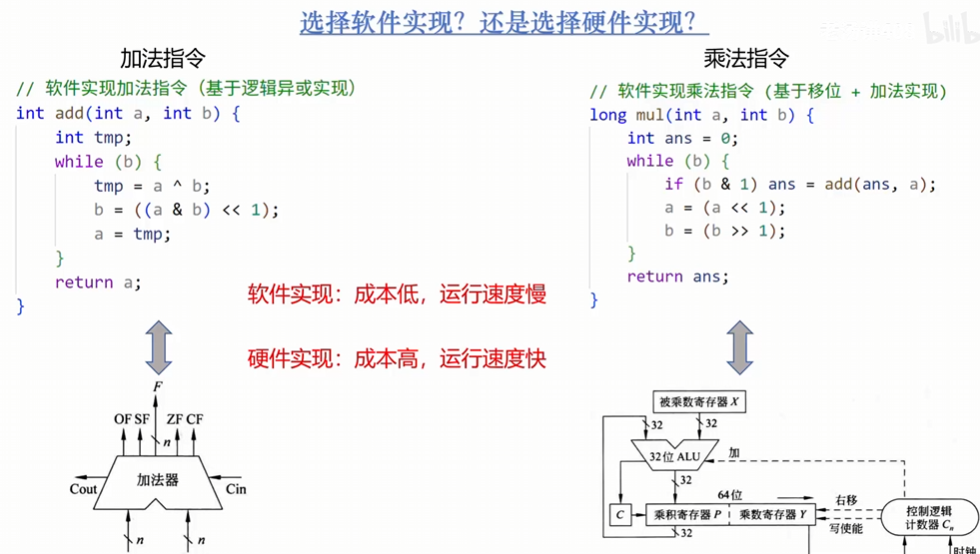 选择软件实现？还是选择硬件实现？
bilib
加法指令
// 软件实现加法指令（基于逻辑异或实现）
int add(int a, int b) {
int tmp;
while (b) {
tmp = a ^ b;
b = ((a & b) << 1);
a = tmp;
}
return a;
}
乘法指令
// 软件实现乘法指令 (基于移位 + 加法实现)
long mul(int a, int b) {
int ans = 0;
while (b) {
if (b & 1) ans = add(ans, a);
a = (a << 1);
b = (b >> 1);
}
return ans;
}
软件实现：成本低，运行速度慢
硬件实现：成本高，运行速度快
F
OF SF ZF CF
n
加法器
Cout
Cin
n
n
被乘数寄存器 X
32
32
32位 ALU
加
32
64位
右移
C
乘积寄存器 P
乘数寄存器 Y
写使能
32
控制逻辑
计数器 Cn
时钟